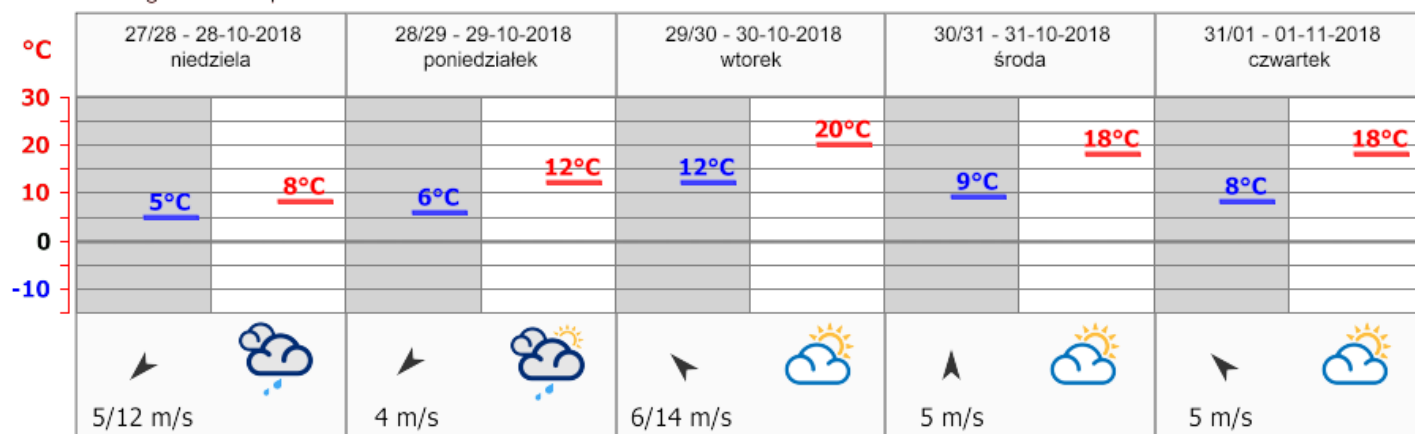 27/28 - 28-10-2018
niedziela
28/29 - 29-10-2018
poniedziałek
29/30 - 30-10-2018
wtorek
30/31 - 31-10-2018
środa
31/01 - 01-11-2018
czwartek
°C
30
20
10
0
-10
5°C
8°C
6°C
12°C
12°C
20°C
9°C
18°C
8°C
18°C
5/12 m/s
4 m/s
6/14 m/s
5 m/s
5 m/s